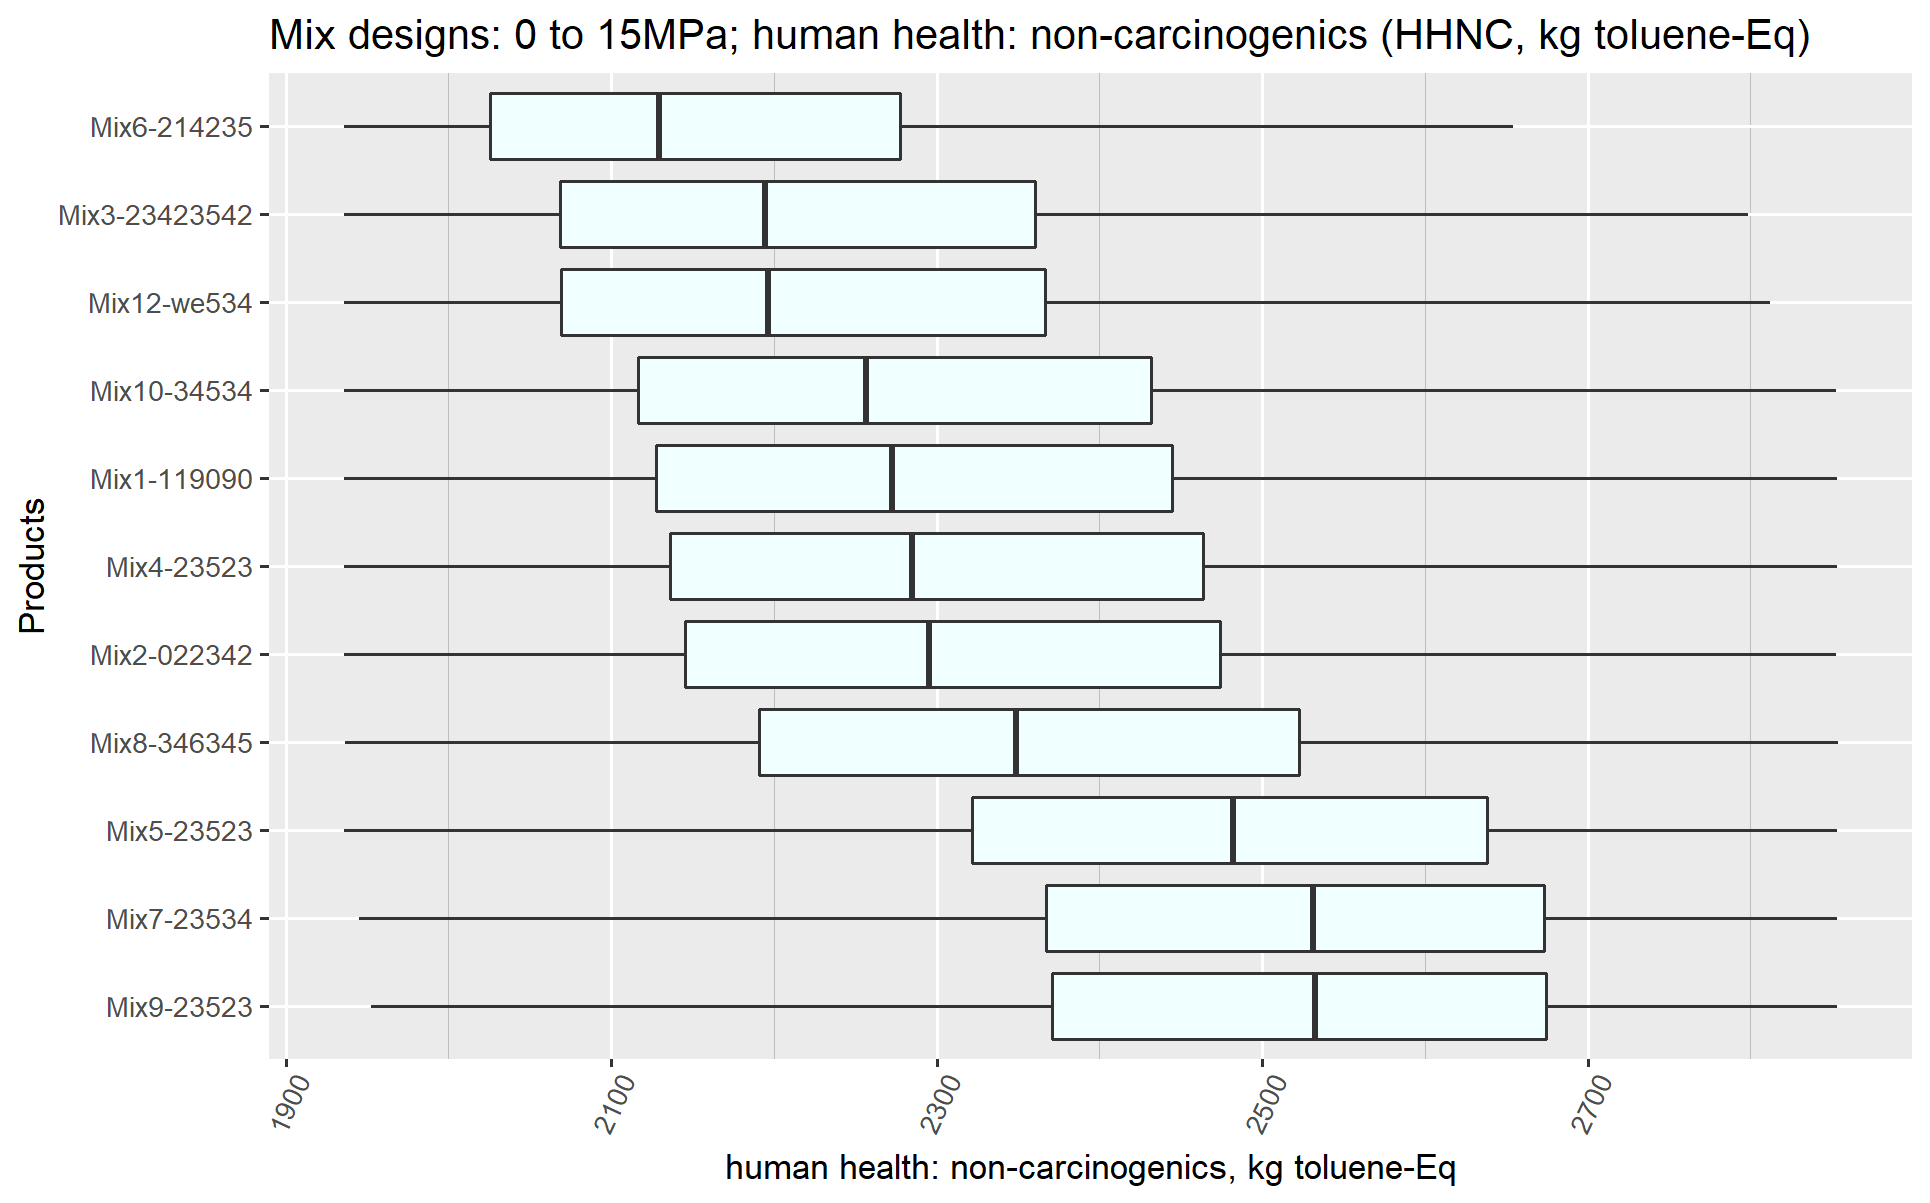 Mix designs: 0 to 15MPa; human health: non-carcinogenics (HHNC, kg toluene-Eq)
Products
Mix6-214235
Mix3-23423542
Mix12-we534
Mix10-34534
Mix1-119090
Mix4-23523
Mix2-022342
Mix8-346345
Mix5-23523
Mix7-23534
Mix9-23523
1900
2100
2300
2500
2700
human health: non-carcinogenics, kg toluene-Eq